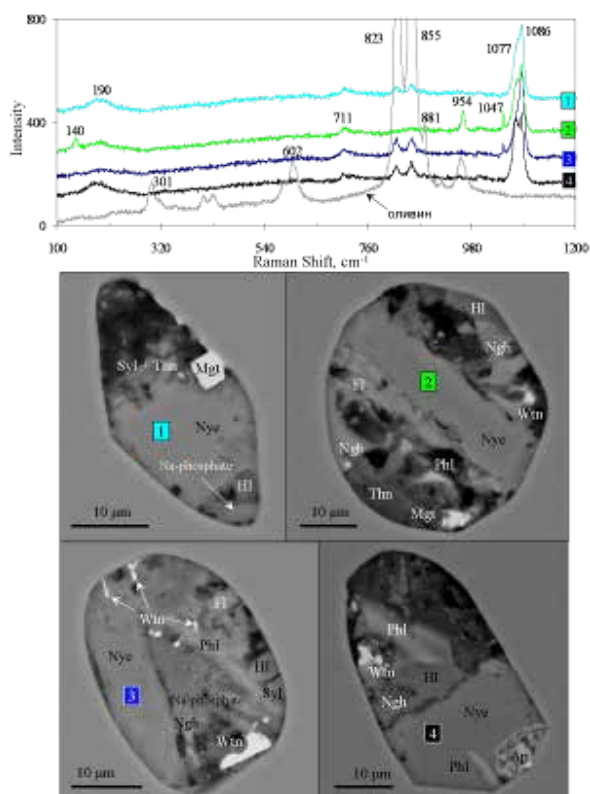 800
823
855
1086
1077
190
954
1047
1
140
711
881
2
400
602
3
301
4
оливин
0
Intensity
100
320
540
760
980
1200
Raman Shift, cm-1
Syl + Thn
Mgt
1
Nye
Na-phosphate
Hl
10 μm
Hl
Ngh
Fl
2
Wtn
Nye
Ngh
Phl
Thn
Mgt
10 μm
Wtn
Fl
Nye
Phl
Hl
3
Na-phosphate
Syl
Ngh
Wtn
10 μm
Phl
Wtn
Hl
Ngh
Nye
4
Ap
Phl
10 μm